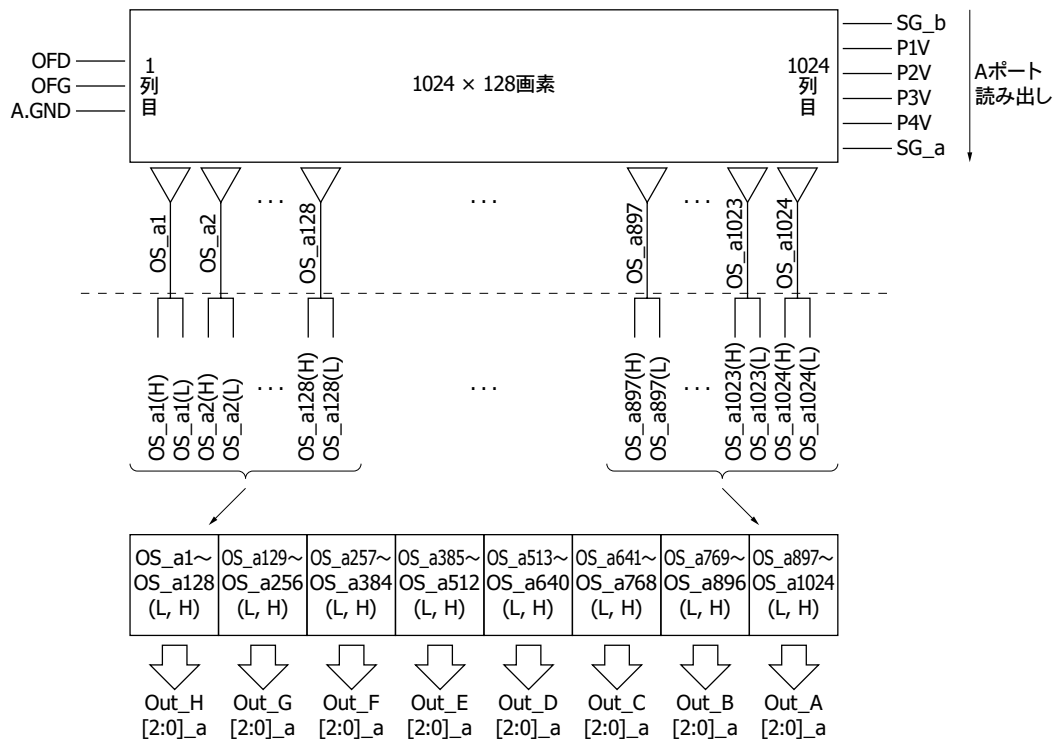 OFD
OFG
A.GND
1
列
目
1024 × 128画素
1024
列
目
SG_b
P1V
P2V
P3V
P4V
SG_a
Aポート
読み出し
OS_a1
OS_a2
...
OS_a128
...
OS_a897
...
OS_a1023
OS_a1024
OS_a1(H)
OS_a1(L)
OS_a2(H)
OS_a2(L)
...
OS_a128(H)
OS_a128(L)
...
OS_a897(H)
OS_a897(L)
...
OS_a1023(H)
OS_a1023(L)
OS_a1024(H)
OS_a1024(L)
OS_a1～
OS_a128
(L, H)
OS_a129～
OS_a256
(L, H)
OS_a257～
OS_a384
(L, H)
OS_a385～
OS_a512
(L, H)
OS_a513～
OS_a640
(L, H)
OS_a641～
OS_a768
(L, H)
OS_a769～
OS_a896
(L, H)
OS_a897～
OS_a1024
(L, H)
Out_H
[2:0]_a
Out_G
[2:0]_a
Out_F
[2:0]_a
Out_E
[2:0]_a
Out_D
[2:0]_a
Out_C
[2:0]_a
Out_B
[2:0]_a
Out_A
[2:0]_a